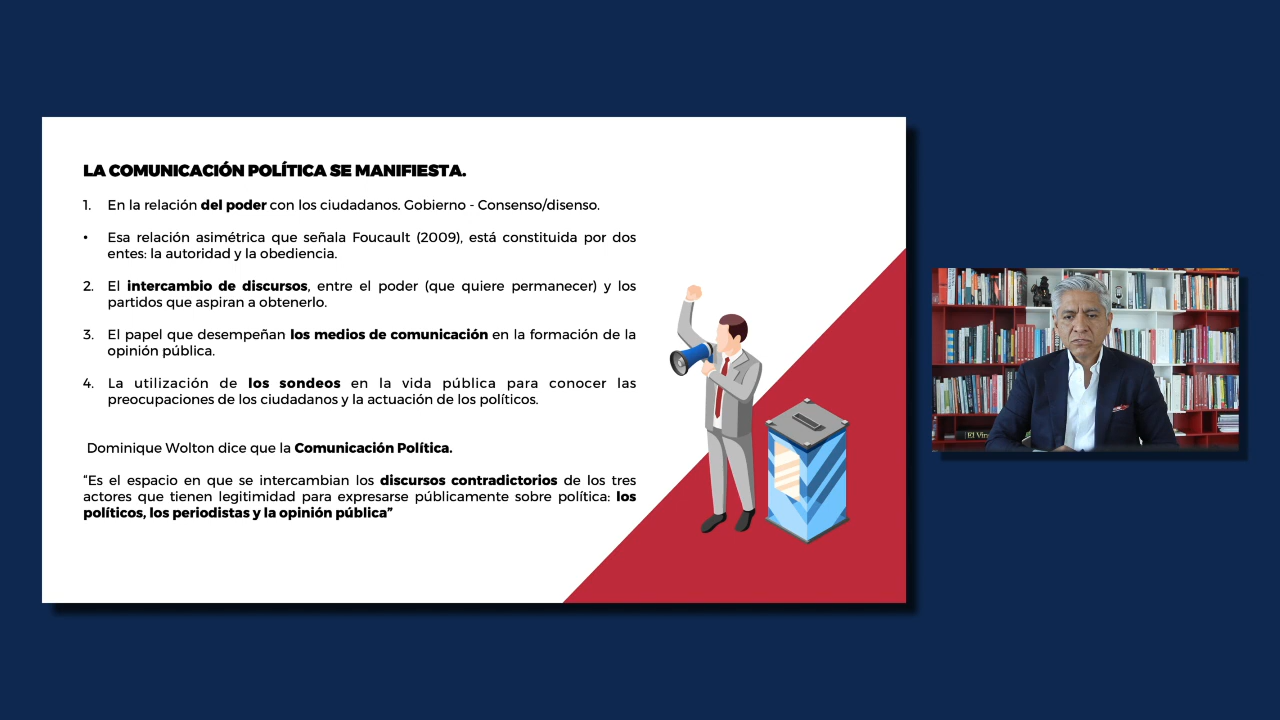 LA COMUNICACIÓN POLÍTICA SE MANIFIESTA.
1. En la relación del poder con los ciudadanos. Gobierno - Consenso/disenso.
• Esa relación asimétrica que señala Foucault (2009), está constituida por dos
entes: la autoridad y la obediencia.
2. El intercambio de discursos, entre el poder (que quiere permanecer) y los
partidos que aspiran a obtenerlo.
3. El papel que desempeñan los medios de comunicación en la formación de la
opinión pública.
4. La utilización de los sondeos en la vida pública para conocer las
preocupaciones de los ciudadanos y la actuación de los políticos.
Dominique Wolton dice que la Comunicación Política.
“Es el espacio en que se intercambian los discursos contradictorios de los tres
actores que tienen legitimidad para expresarse públicamente sobre política: los
políticos, los periodistas y la opinión pública”
El